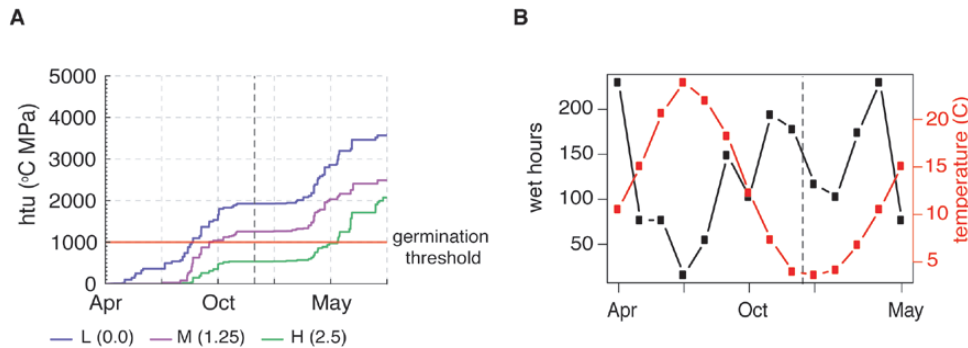 A
5000
4000
3000
2000
1000
0
htu (°C MPa)
Apr
Oct
May
germination
threshold
L (0.0)
M (1.25)
H (2.5)
B
200
150
100
50
wet hours
20
15
10
5
temperature (C)
Apr
Oct
May